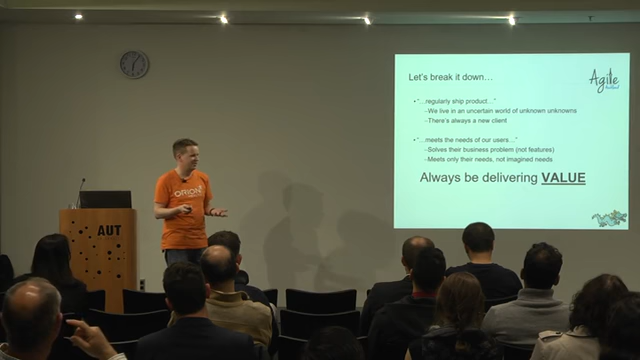 Let's break it down…
Agile
• "…regularly ship product…"
–We live in an uncertain world of unknown unknowns
–There's always a new client
• "…meets the needs of our users…"
–Solves their business problem (not features)
–Meets only their needs, not imagined needs
Always be delivering VALUE
ORION
AUT